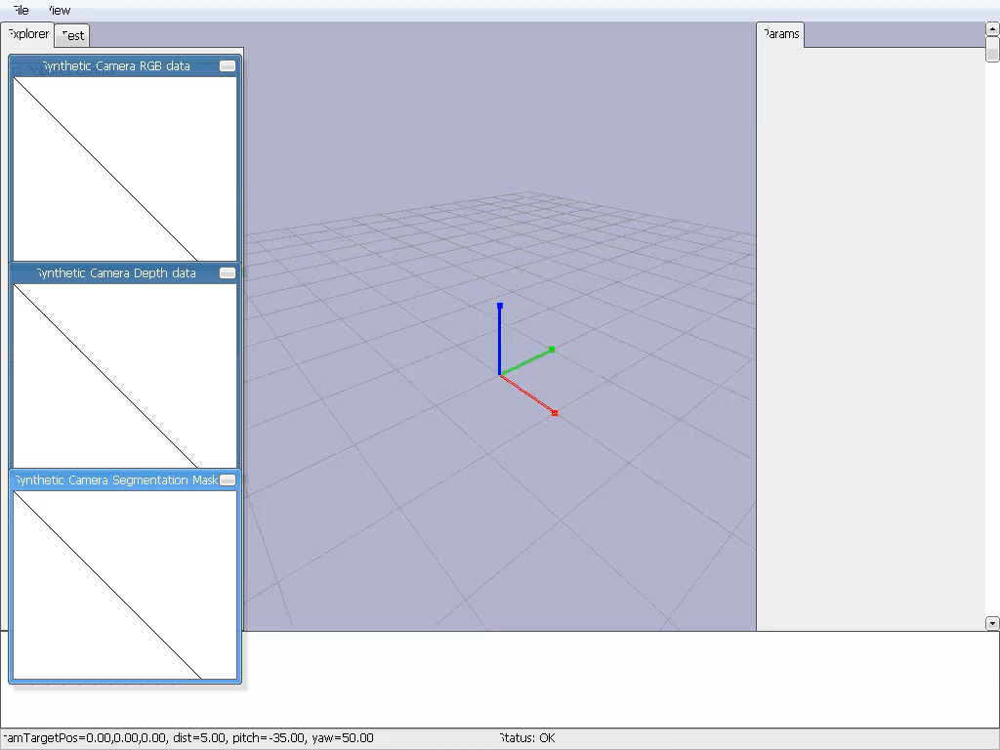 File View
Explorer Test Params
Synthetic Camera RGB data
Synthetic Camera Depth data
Synthetic Camera Segmentation Mask
camTargetPos=0.00,0.00,0.00, dist=5.00, pitch=-35.00, yaw=50.00 Status: OK